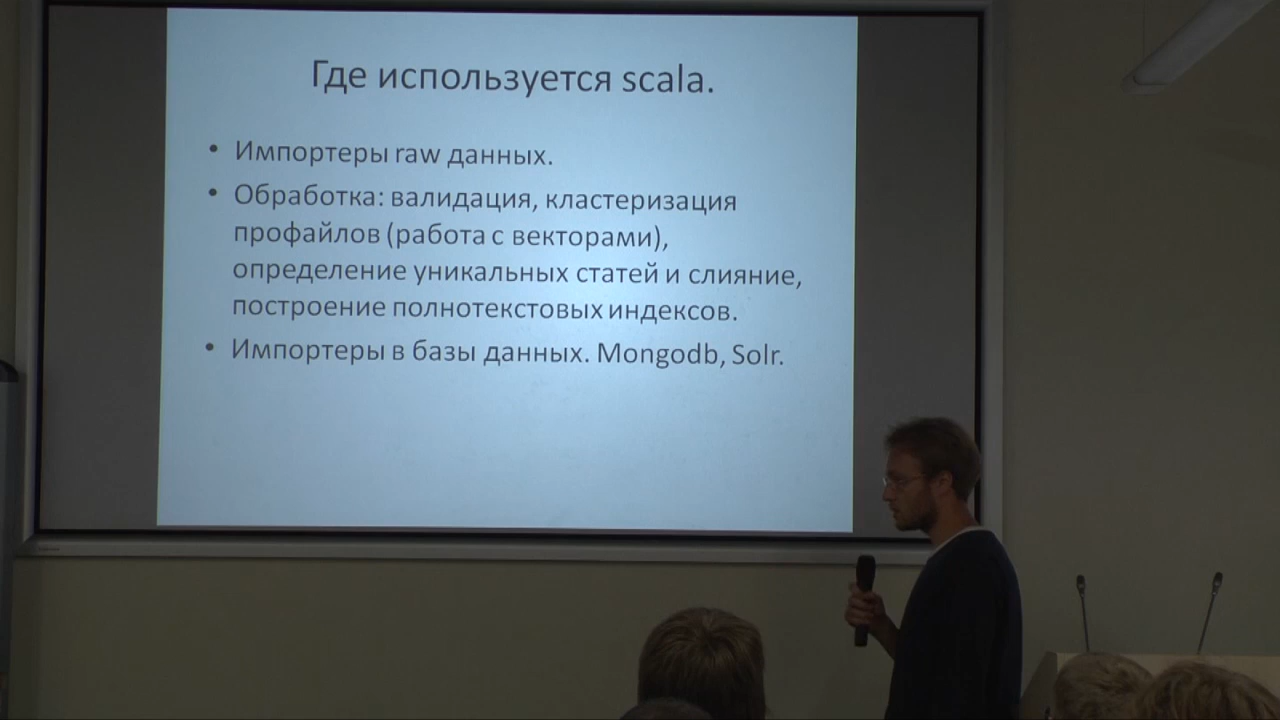 Где используется scala.
• Импортеры raw данных.
• Обработка: валидация, кластеризация
профайлов (работа с векторами),
определение уникальных статей и слияние,
построение полнотекстовых индексов.
• Импортеры в базы данных. Mongodb, Solr.